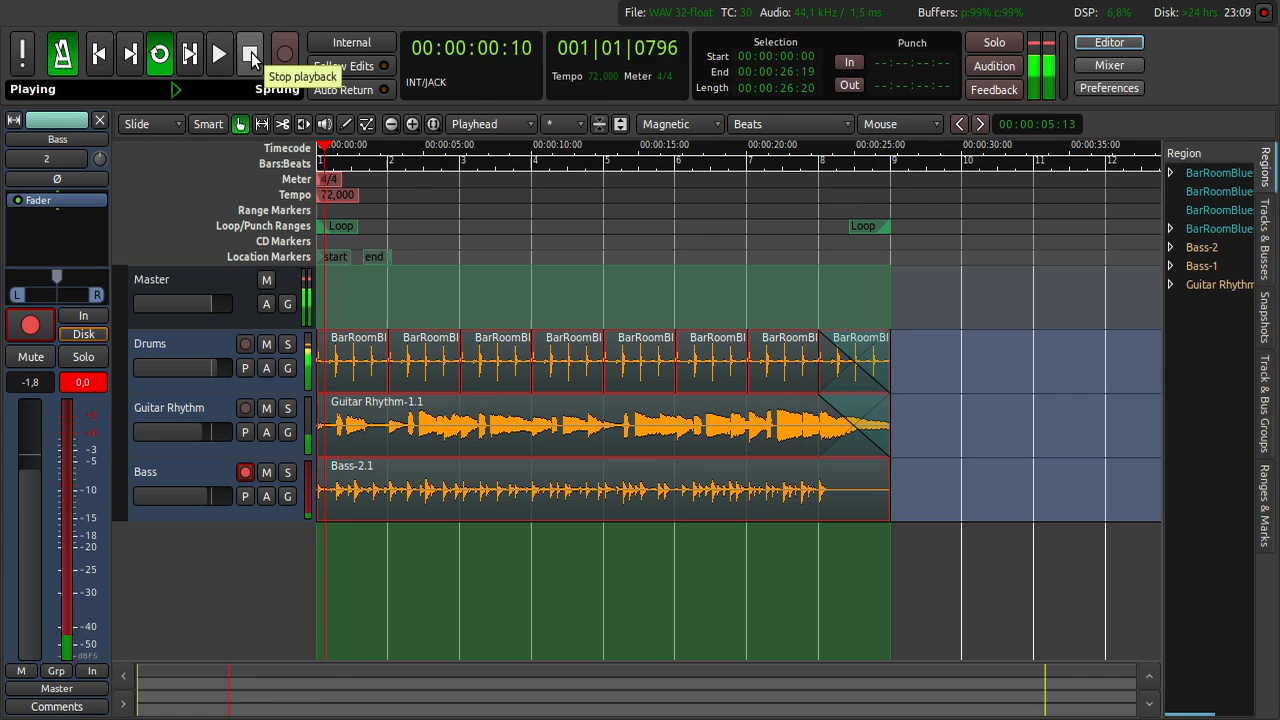 File: WAV 32-float TC: 30 Audio: 44,1 kHz / 1,5 ms Buffers: p:99% c:99% DSP: 6,8% Disk: >24 hrs 23:09
Internal
Follow Edits
Auto Return
Stop playback
Playing
Sprung
00:00:00:10
INT/JACK
001|01|0796
Tempo 72,000 Meter 4/4
Selection
Start 00:00:00:00
End 00:00:26:19
Length 00:00:26:20
Punch
In --:--:--:--
Out --:--:--:--
Solo
Audition
Feedback
Editor
Mixer
Preferences
Slide
Smart
Playhead
*
Magnetic
Beats
Mouse
00:00:05:13
Bass
2
Ø
Fader
L
R
In
Disk
Mute
Solo
-1,8
0,0
-3
-5
-10
-15
-18
-20
-25
-30
-40
-50
dBFS
M
Grp
In
Master
Comments
Timecode
:00:00:00
00:00:05:00
00:00:10:00
00:00:15:00
00:00:20:00
00:00:25:00
00:00:30:00
00:00:35:00
Bars:Beats
1 2 3 4 5 6 7 8 9 10 11 12
Meter
4/4
Tempo
72,000
Range Markers
Loop/Punch Ranges
Loop
Loop
CD Markers
Location Markers
start
end
Master
M
A
G
Drums
M
S
P
A
G
BarRoomBl
BarRoomBl
BarRoomBl
BarRoomBl
BarRoomBl
BarRoomBl
BarRoomBl
BarRoomBl
Guitar Rhythm
M
S
P
A
G
Guitar Rhythm-1.1
Bass
M
S
P
A
G
Bass-2.1
Region
BarRoomBlue
BarRoomBlue
BarRoomBlue
BarRoomBlue
Bass-2
Bass-1
Guitar Rhythm
Regions
Tracks & Busses
Snapshots
Track & Bus Groups
Ranges & Marks